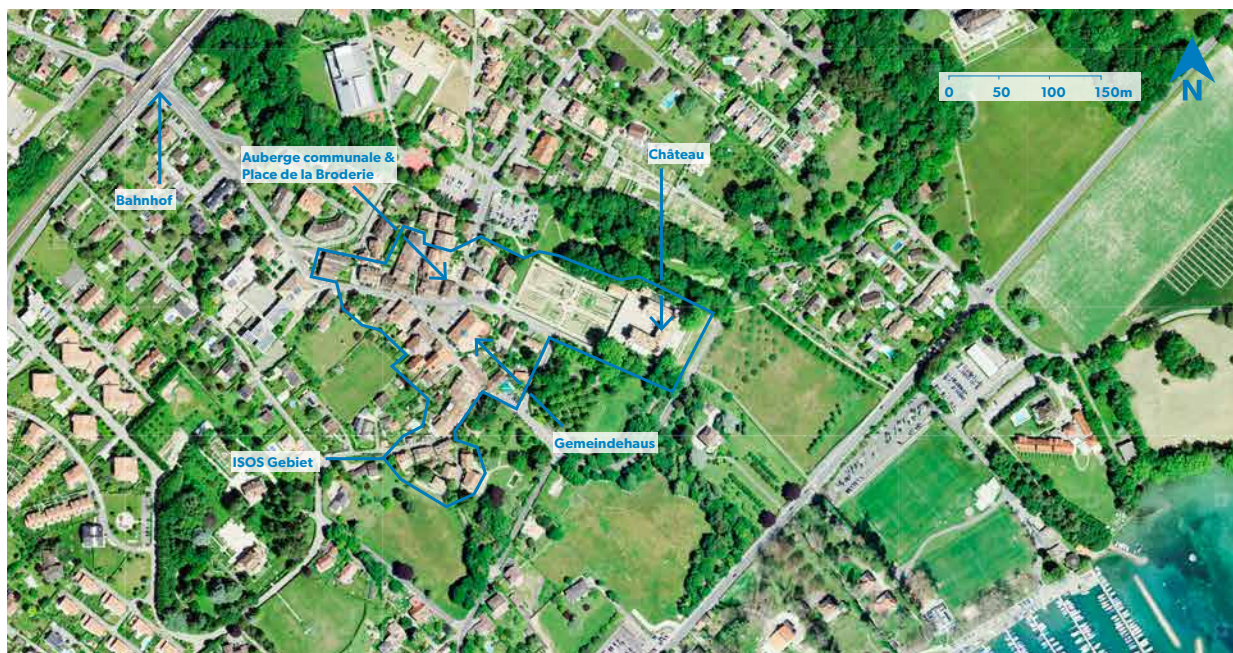 0 50 100 150m
N
Auberge communale &
Place de la Broderie
Château
Bahnhof
Gemeindehaus
ISOS Gebiet